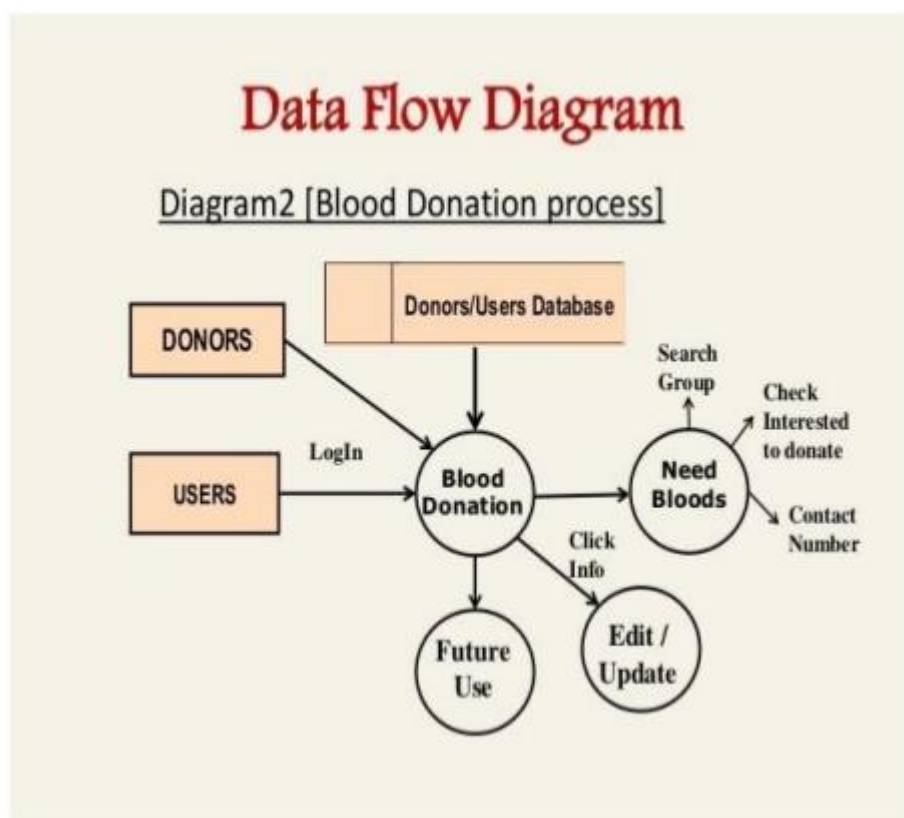 Data Flow Diagram
Diagram2 [Blood Donation process]
Donors/Users Database
DONORS
LogIn
USERS
Blood
Donation
Search
Group
Check
Interested
to donate
Need
Bloods
Contact
Number
Click
Info
Future
Use
Edit /
Update